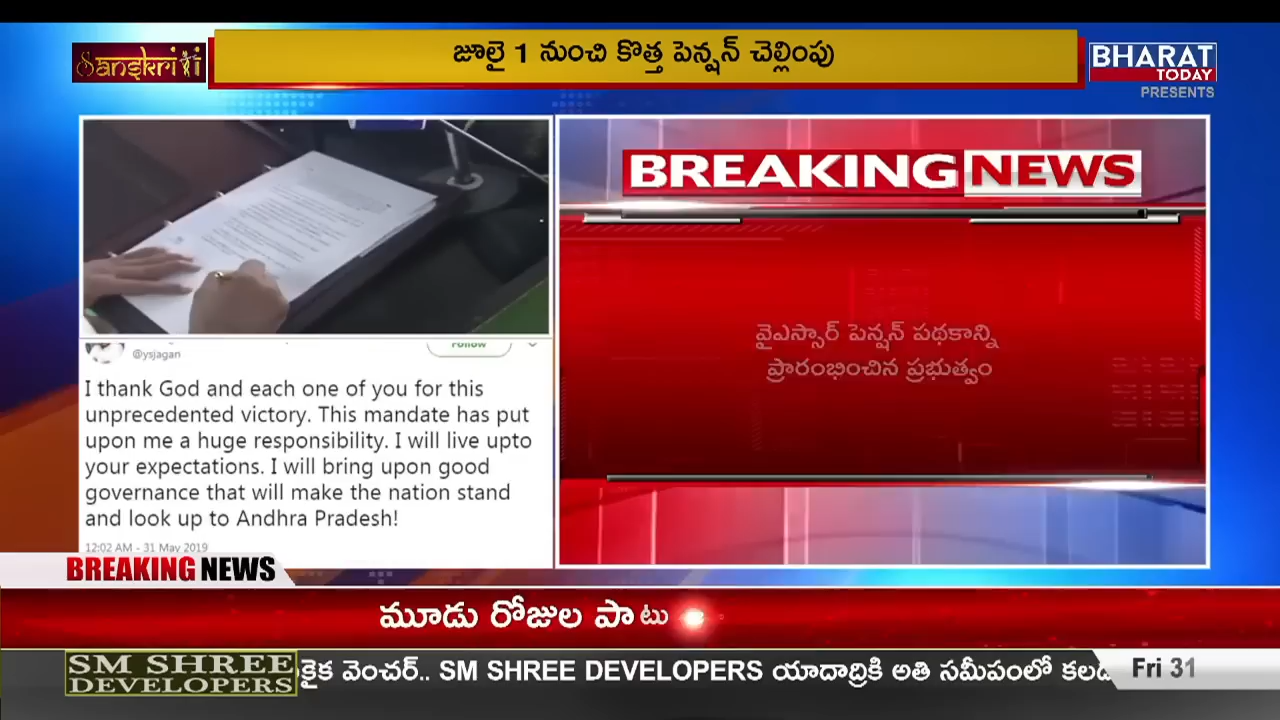 Sanskriti
జూలై 1 నుంచి కొత్త పెన్షన్ చెల్లింపు
BHARAT
TODAY
PRESENTS
BREAKING NEWS
వైఎస్సార్ పెన్షన్ పథకాన్ని
ప్రారంభించిన ప్రభుత్వం
@ysjagan
Follow
I thank God and each one of you for this
unprecedented victory. This mandate has put
upon me a huge responsibility. I will live upto
your expectations. I will bring upon good
governance that will make the nation stand
and look up to Andhra Pradesh!
12:02 AM - 31 May 2019
BREAKING NEWS
మూడు రోజుల పాటు
SM SHREE
DEVELOPERS
వెంచర్.. SM SHREE DEVELOPERS యాదాద్రికి అతి సమీపంలో
Fri 31